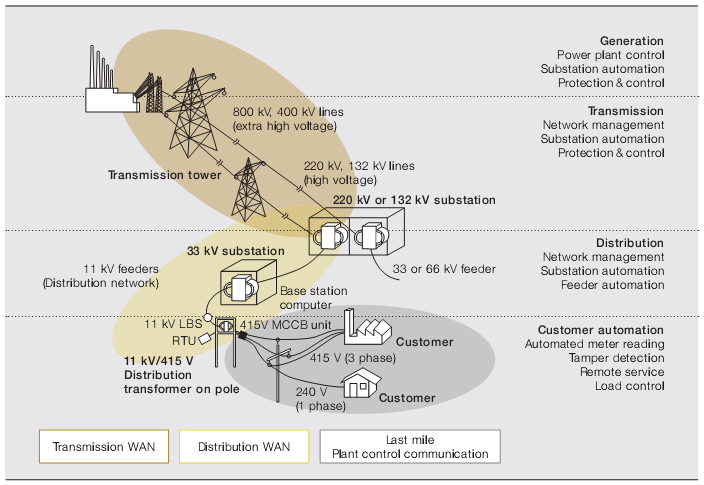 Generation
Power plant control
Substation automation
Protection & control
800 kV, 400 kV lines
(extra high voltage)
Transmission
Network management
Substation automation
Protection & control
Transmission tower
220 kV, 132 kV lines
(high voltage)
220 kV or 132 kV substation
33 kV substation
Distribution
Network management
Substation automation
Feeder automation
11 kV feeders
(Distribution network)
33 or 66 kV feeder
Base station
computer
11 kV LBS
415V MCCB unit
RTU
Customer
Customer automation
Automated meter reading
Tamper detection
Remote service
Load control
11 kV/415 V
Distribution
transformer on pole
415 V (3 phase)
240 V
(1 phase)
Customer
Transmission WAN
Distribution WAN
Last mile
Plant control communication